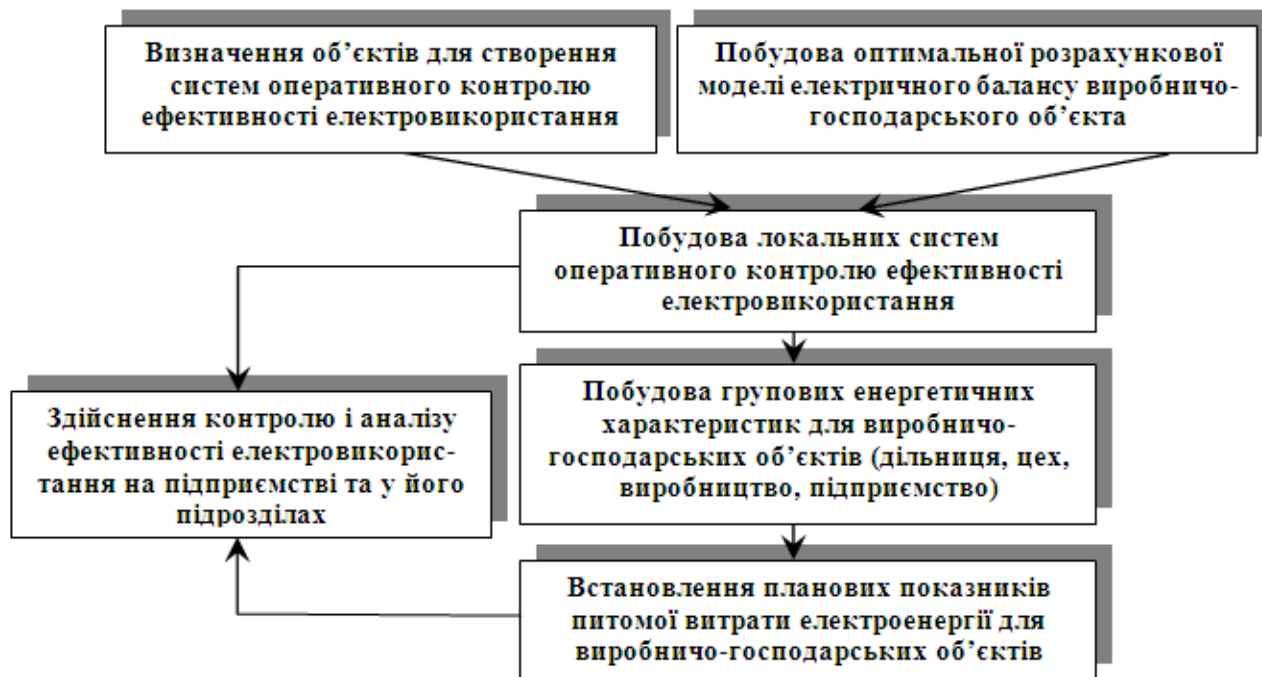 Визначення об’єктів для створення
систем оперативного контролю
ефективності електровикористання
Побудова оптимальної розрахункової
моделі електричного балансу виробничо-
господарського об’єкта
Побудова локальних систем
оперативного контролю ефективності
електровикористання
Здійснення контролю і аналізу
ефективності електровикорис-
тання на підприємстві та у його
підрозділах
Побудова групових енергетичних
характеристик для виробничо-
господарських об’єктів (дільниця, цех,
виробництво, підприємство)
Встановлення планових показників
питомої витрати електроенергії для
виробничо-господарських об’єктів